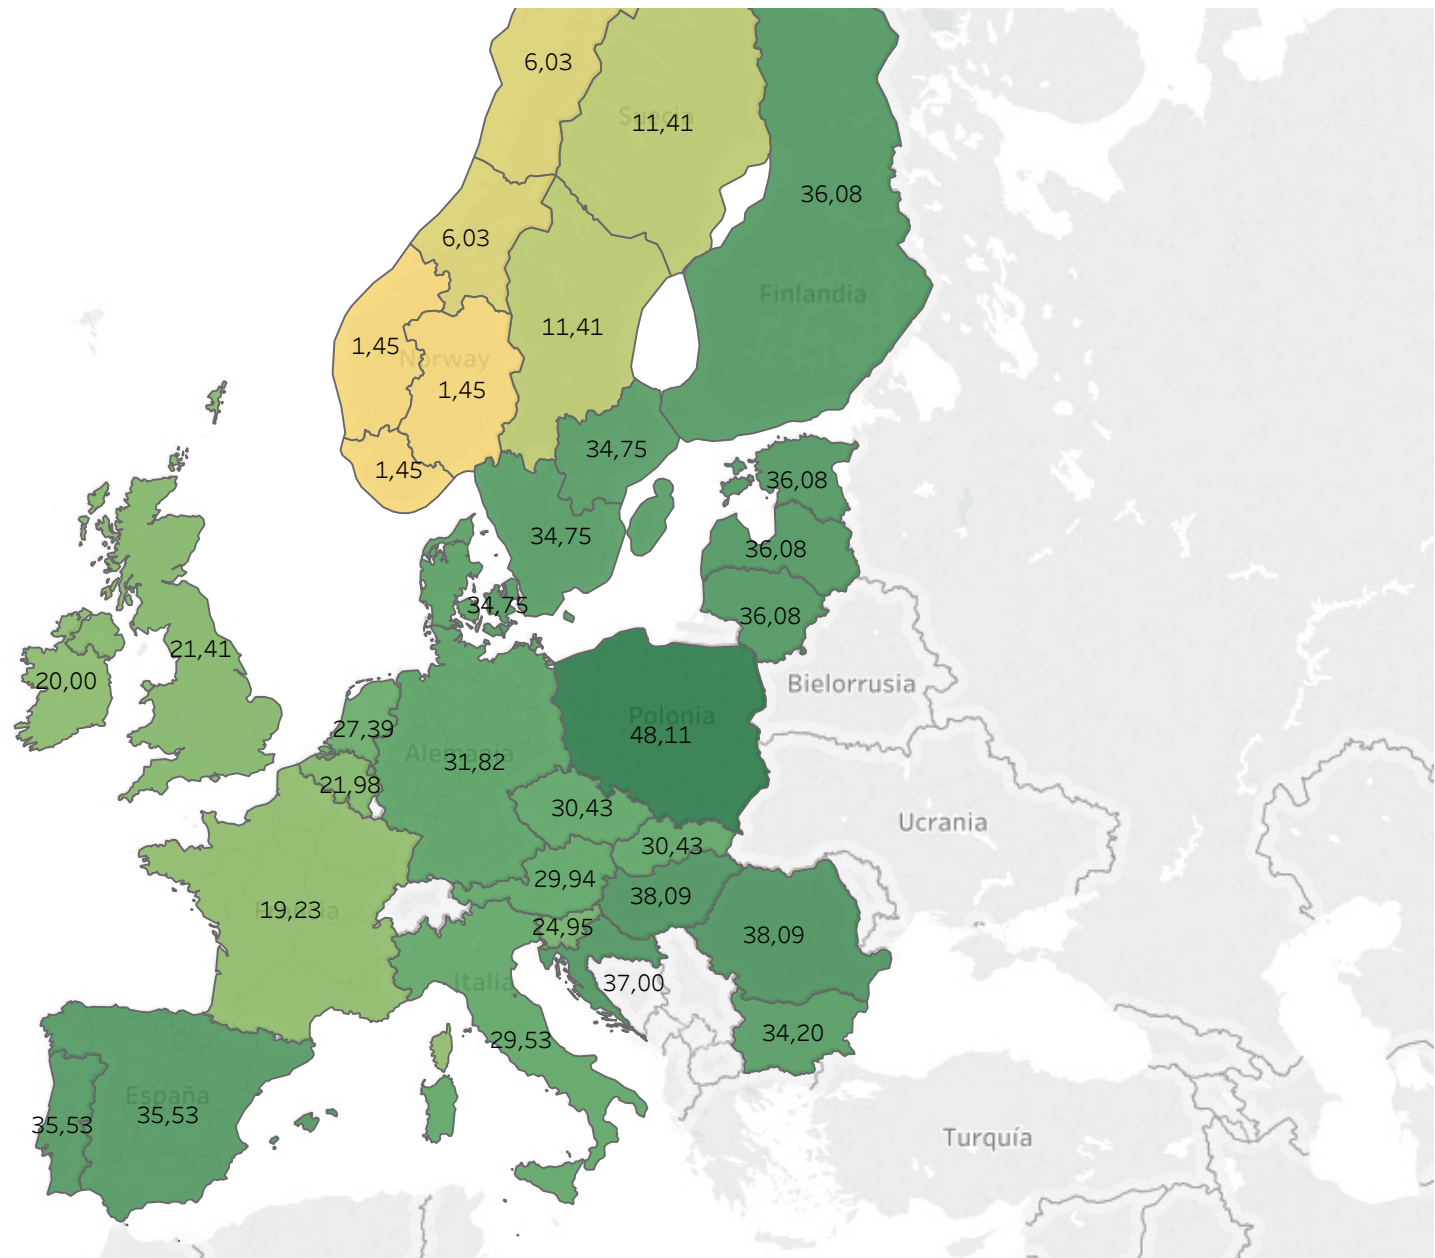 6,03
Suecia
11,41
36,08
6,03
Finlandia
11,41
1,45
Norway
1,45
34,75
1,45
36,08
34,75
36,08
34,75
36,08
21,41
20,00
Bielorrusia
Polonia
27,39
48,11
Alemania
31,82
21,98
30,43
Ucrania
30,43
29,94
38,09
19,23
Francia
24,95
38,09
Italia
37,00
34,20
29,53
España
35,53
35,53
Turquía